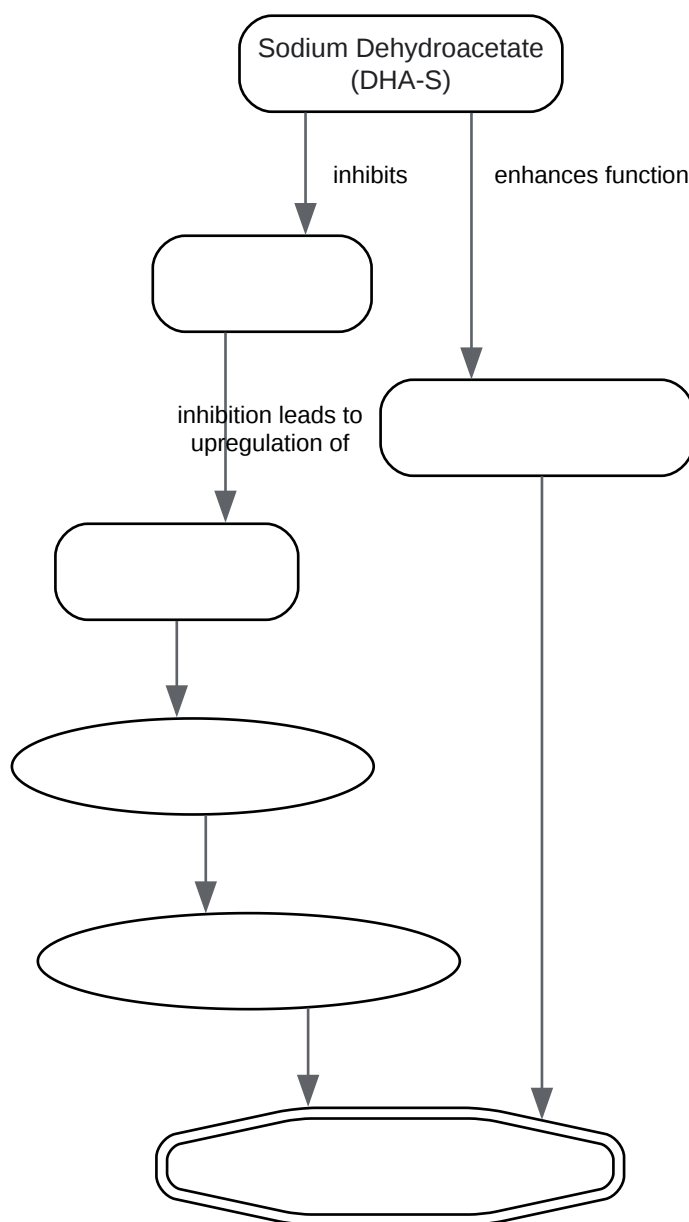 Sodium Dehydroacetate
(DHA-S)
inhibits
enhances function
inhibition leads to
upregulation of